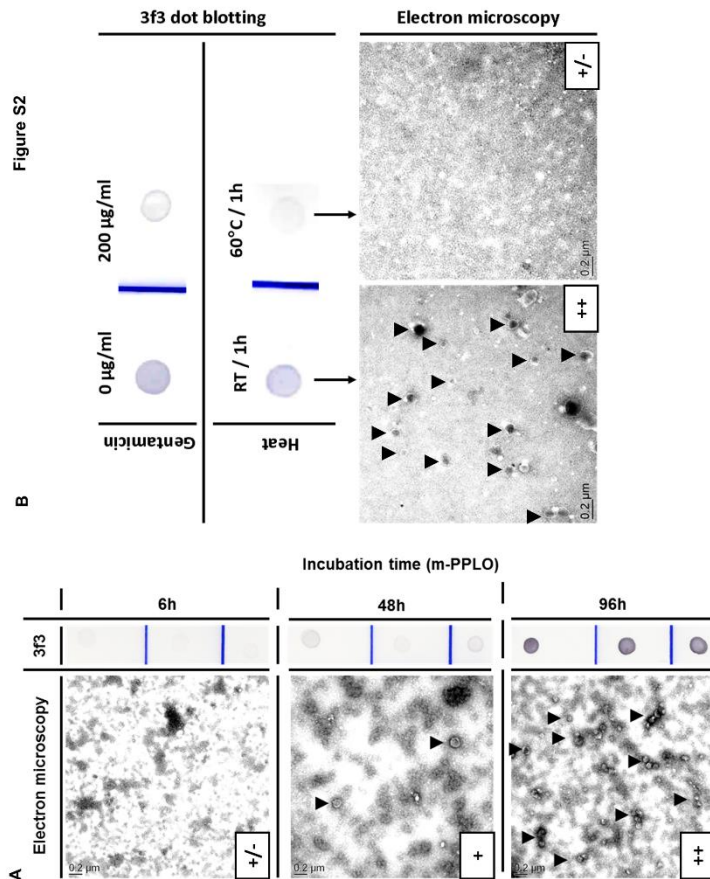 Figure S2
A
Incubation time (m-PPLO)
6h
48h
96h
3f3
Electron microscopy
0.2 µm
+/-
0.2 µm
+
0.2 µm
++
B
3f3 dot blotting
Gentamicin
0 µg/ml
200 µg/ml
Heat
RT / 1h
60°C / 1h
Electron microscopy
0.2 µm
++
0.2 µm
+/-